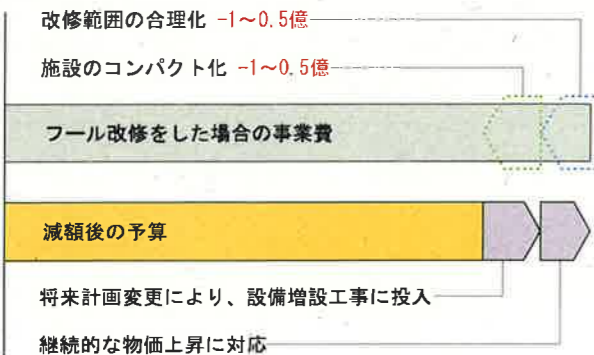 改修範囲の合理化 -1～0.5億
施設のコンパクト化 -1～0.5億
フール改修をした場合の事業費
減額後の予算
将来計画変更により、設備増設工事に投入
継続的な物価上昇に対応